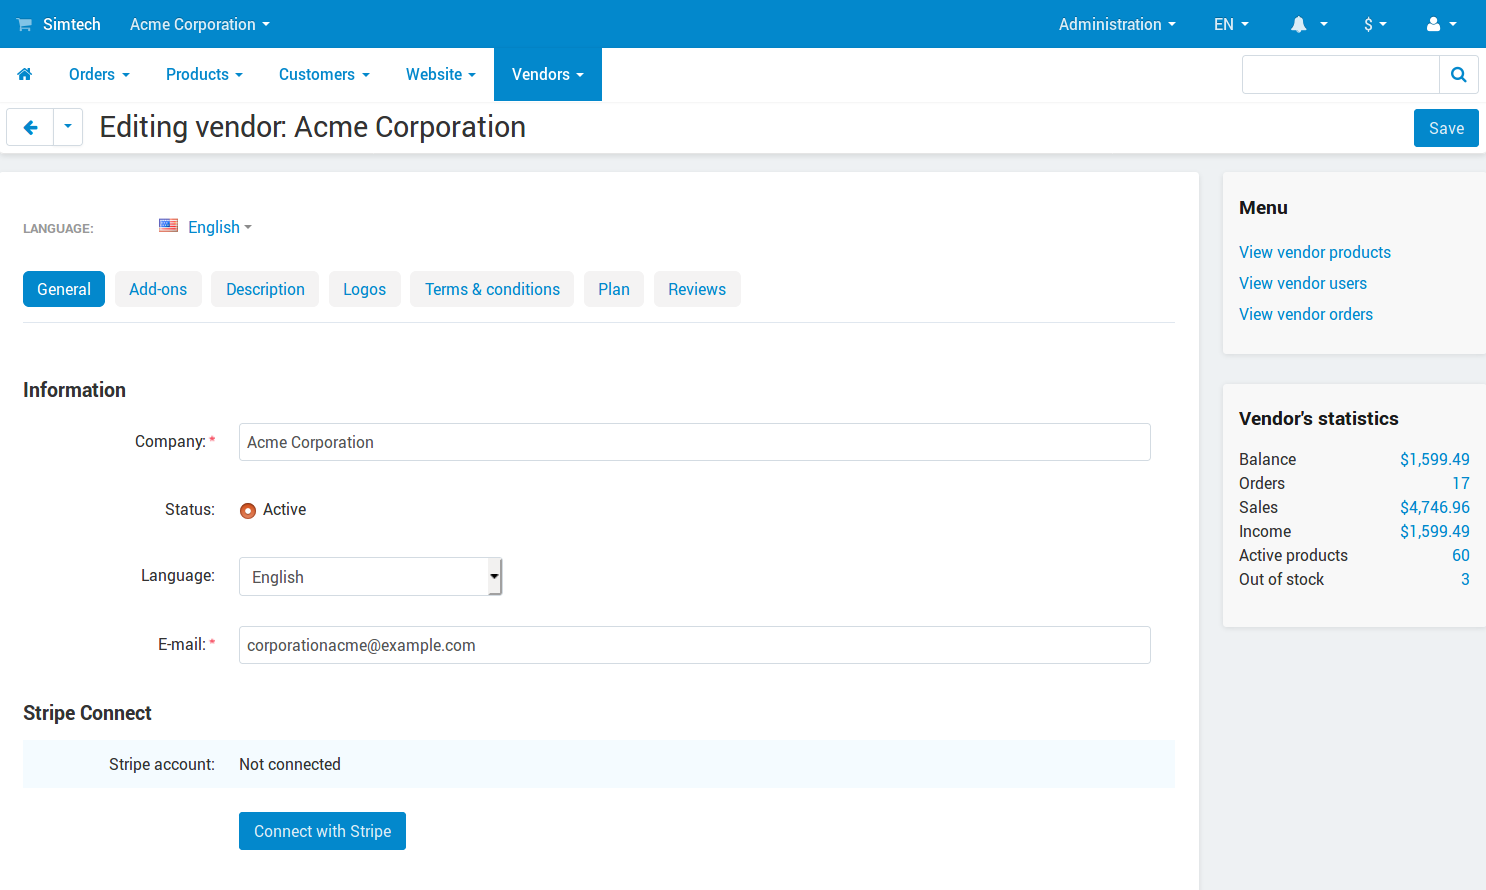 Simtech Acme Corporation Administration EN $
Orders Products Customers Website Vendors
Editing vendor: Acme Corporation Save
LANGUAGE: English
General Add-ons Description Logos Terms & conditions Plan Reviews
Information
Company: * Acme Corporation
Status: Active
Language: English
E-mail: * corporationacme@example.com
Stripe Connect
Stripe account: Not connected
Connect with Stripe
Menu
View vendor products
View vendor users
View vendor orders
Vendor's statistics
Balance $1,599.49
Orders 17
Sales $4,746.96
Income $1,599.49
Active products 60
Out of stock 3